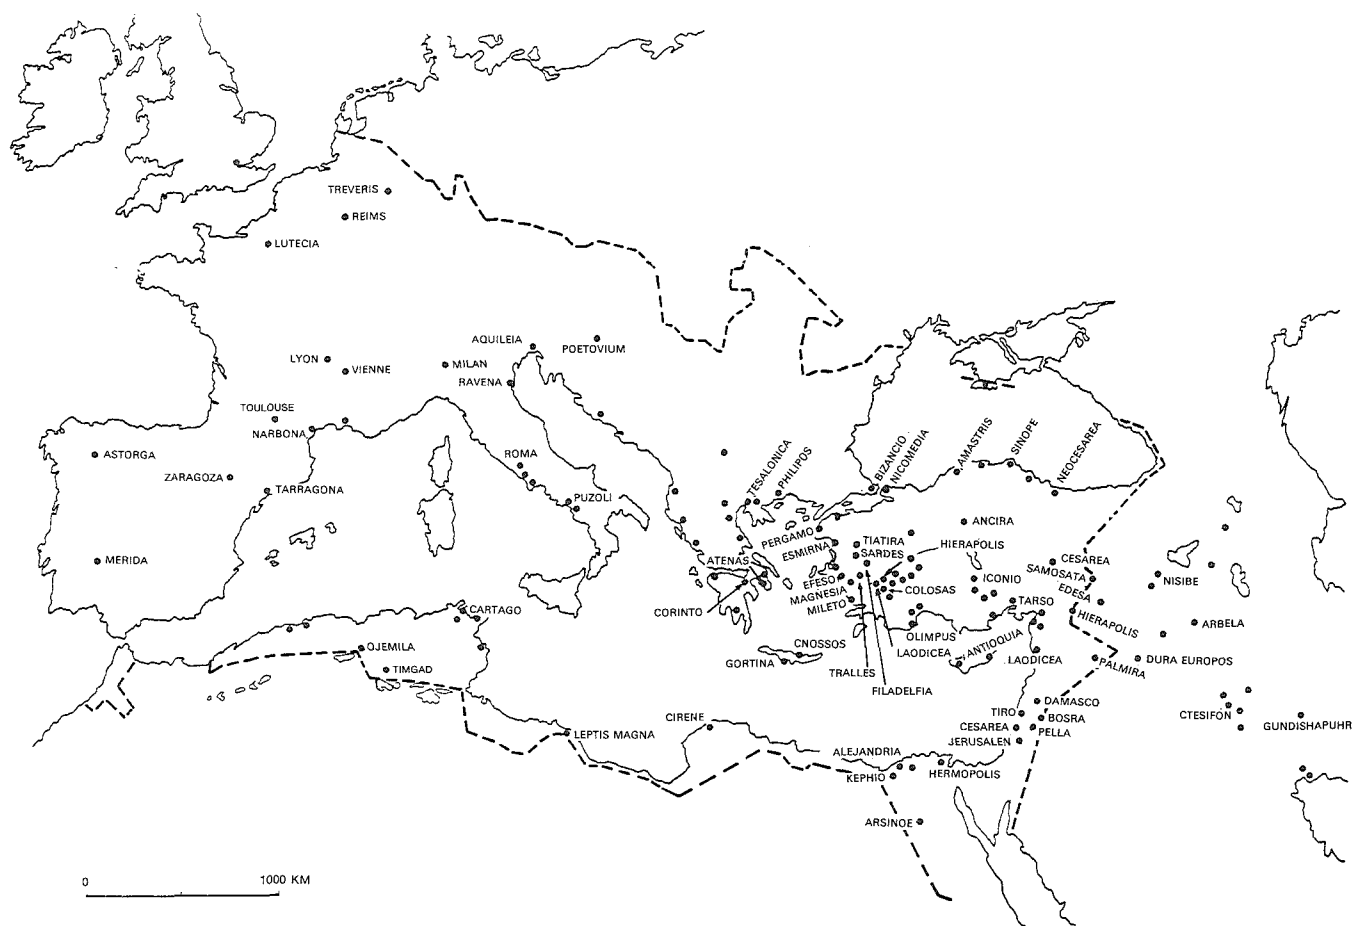 TREVERIS
REIMS
LUTECIA
AQUILEIA
POETOVIUM
LYON
VIENNE
MILAN
RAVENA
TOULOUSE
NARBONA
ASTORGA
ZARAGOZA
TARRAGONA
ROMA
PUZOLI
TESALONICA
PHILIPOS
BIZANCIO
NICOMEDIA
AMASTRIS
SINOPE
NEOCESAREA
MERIDA
PERGAMO
ANCIRA
ESMIRNA
TIATIRA
SARDES
HIERAPOLIS
ATENAS
CESAREA
SAMOSATA
EFESO
MAGNESIA
MILETO
COLOSAS
ICONIO
EDESA
NISIBE
CORINTO
CARTAGO
TARSO
HIERAPOLIS
ARBELA
OLIMPUS
OJEMILA
CNOSSOS
LAODICEA
ANTIOQUIA
LAODICEA
GORTINA
TIMGAD
TRALLES
PALMIRA
DURA EUROPOS
FILADELFIA
DAMASCO
TIRO
BOSRA
CTESIFON
CIRENE
CESAREA
PELLA
GUNDISHAPUHR
LEPTIS MAGNA
JERUSALEN
ALEJANDRIA
KEPHIO
HERMOPOLIS
ARSINOE
0 1000 KM